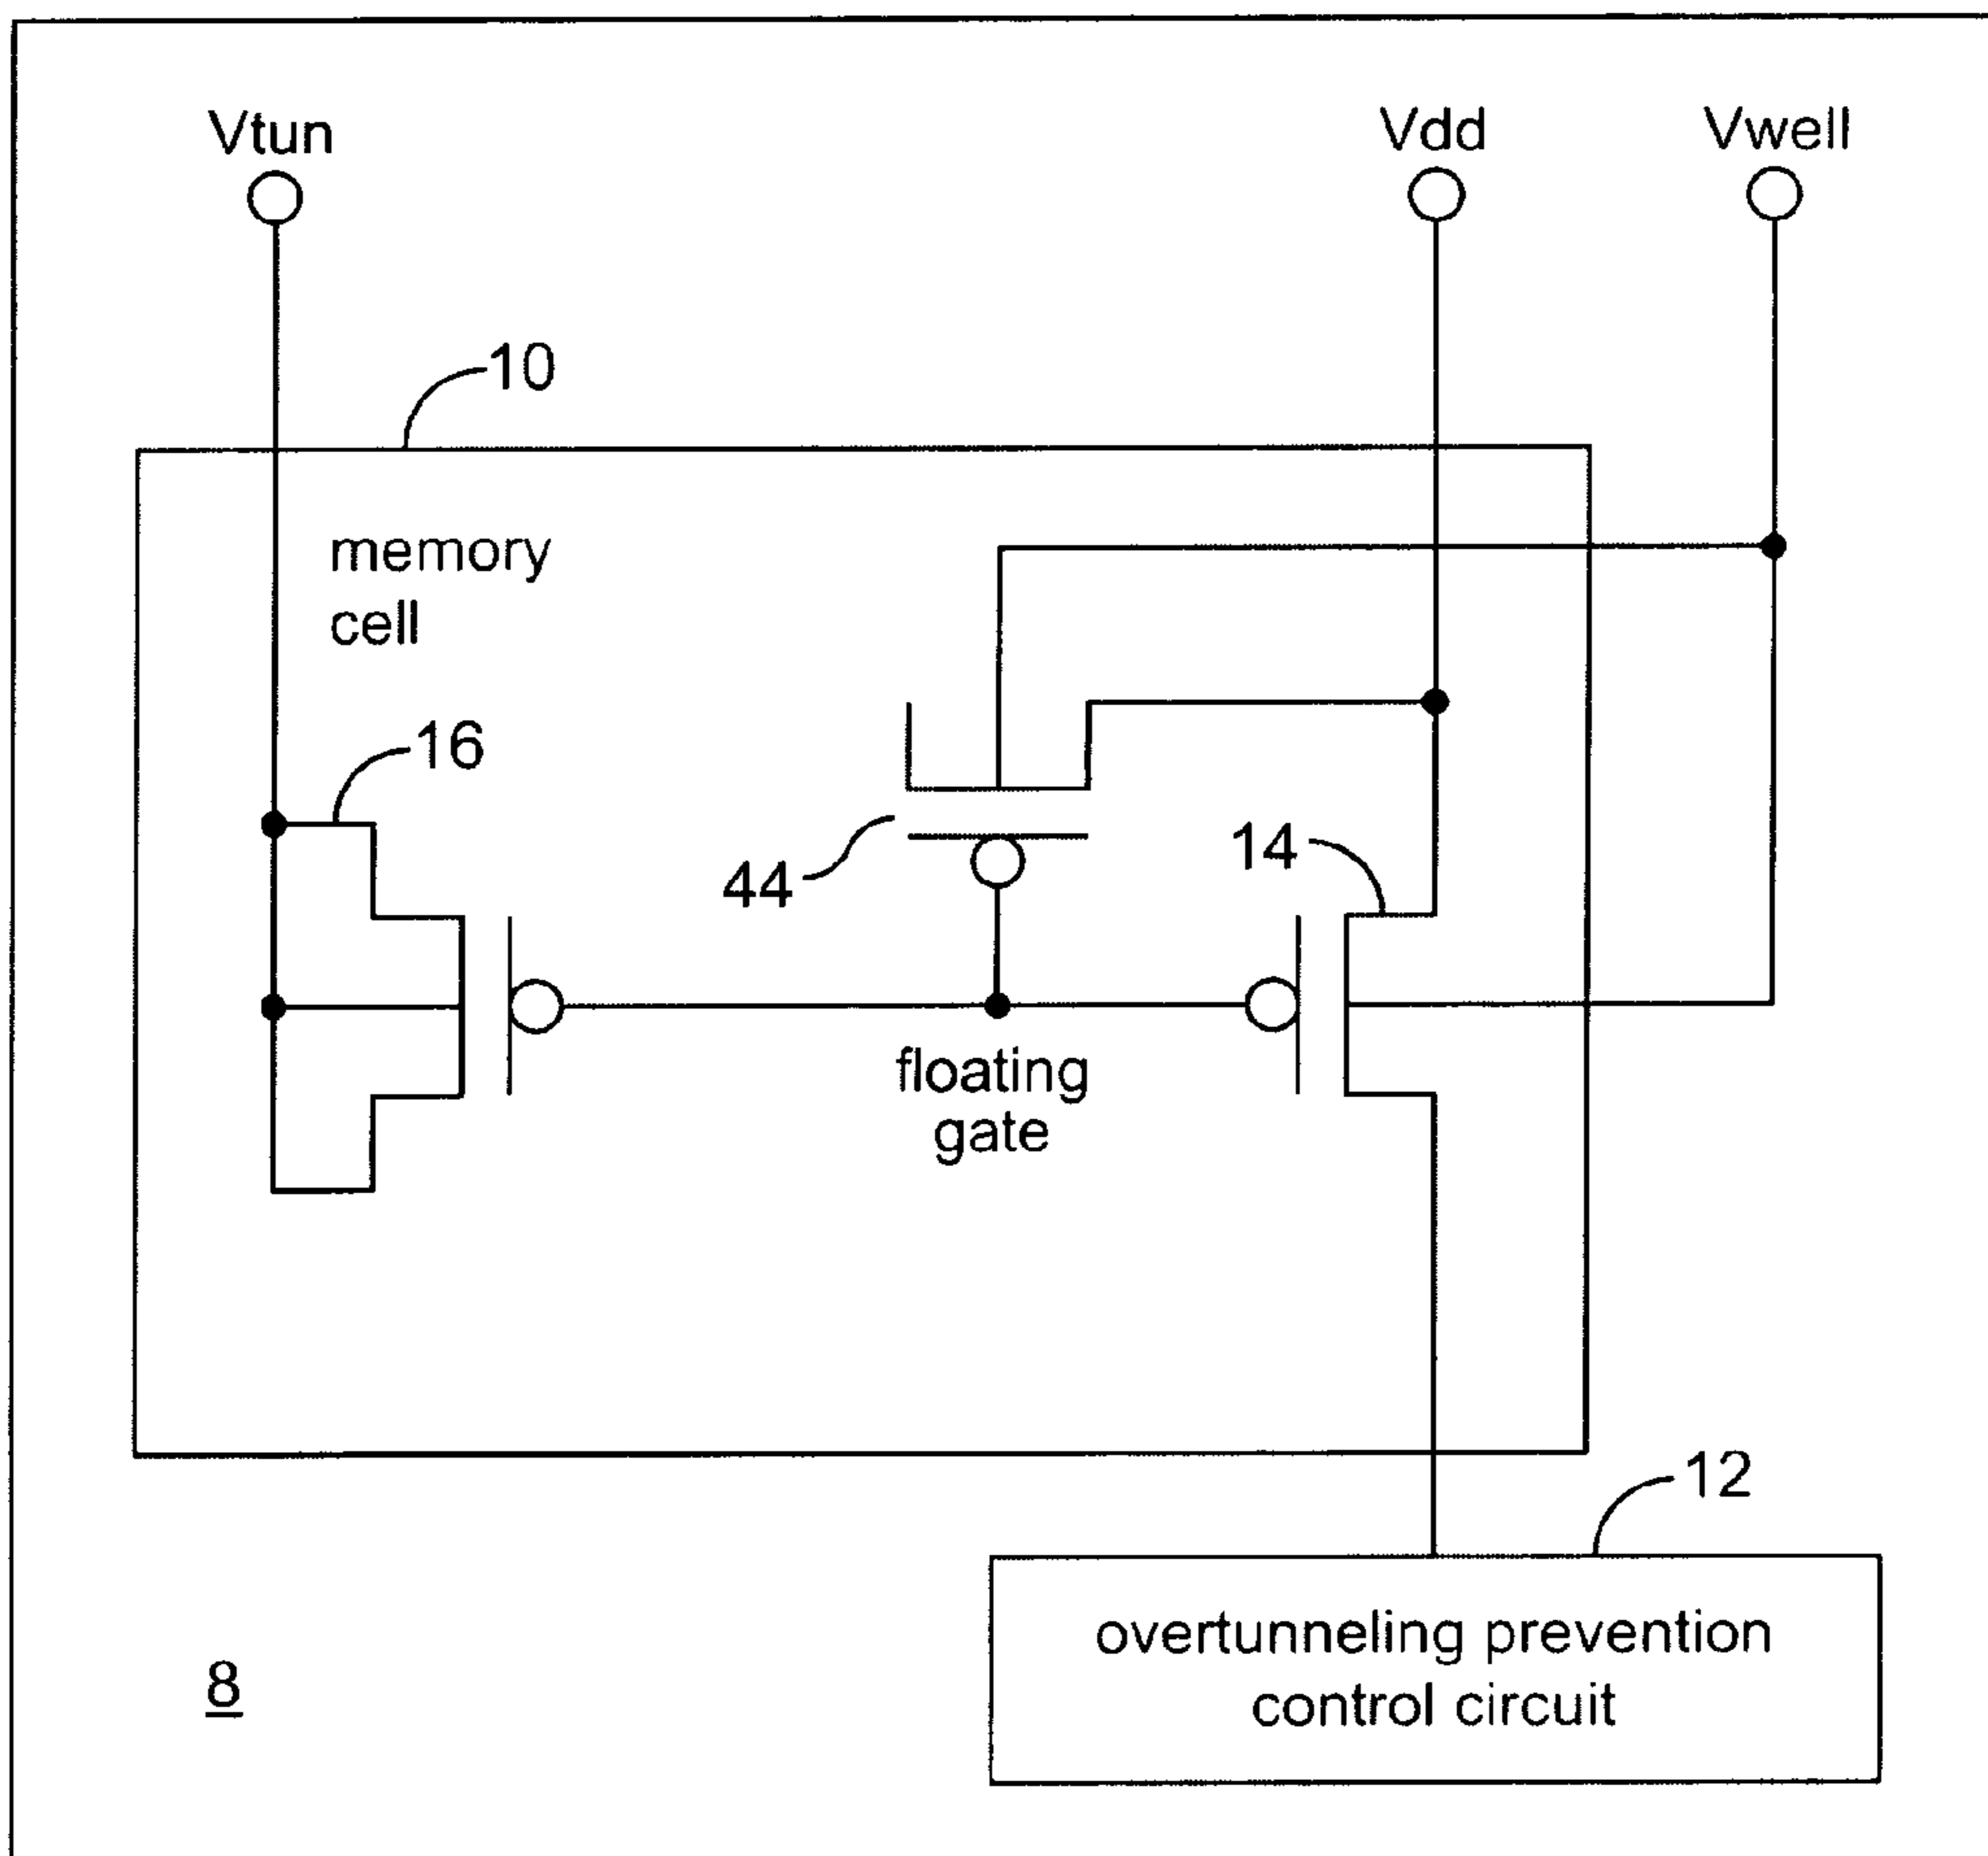 Vtun
Vdd
Vwell
10
memory
cell
16
44
14
floating
gate
12
overtunneling prevention
control circuit
8